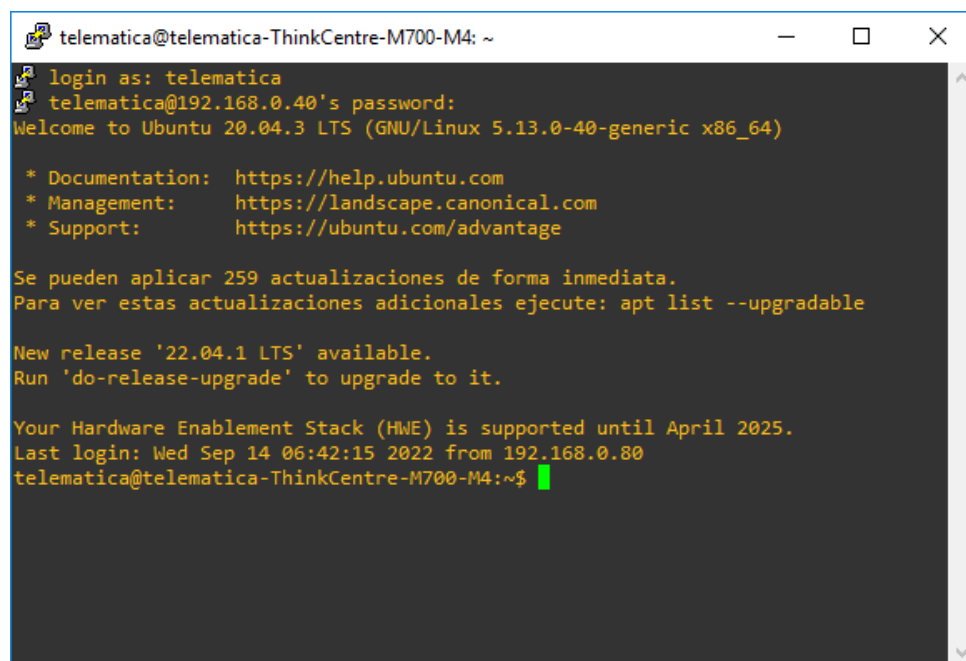 telematica@telematica-ThinkCentre-M700-M4: ~
login as: telematica
telematica@192.168.0.40's password:
Welcome to Ubuntu 20.04.3 LTS (GNU/Linux 5.13.0-40-generic x86_64)
* Documentation:  https://help.ubuntu.com
* Management:     https://landscape.canonical.com
* Support:        https://ubuntu.com/advantage
Se pueden aplicar 259 actualizaciones de forma inmediata.
Para ver estas actualizaciones adicionales ejecute: apt list --upgradable
New release '22.04.1 LTS' available.
Run 'do-release-upgrade' to upgrade to it.
Your Hardware Enablement Stack (HWE) is supported until April 2025.
Last login: Wed Sep 14 06:42:15 2022 from 192.168.0.80
telematica@telematica-ThinkCentre-M700-M4:~$